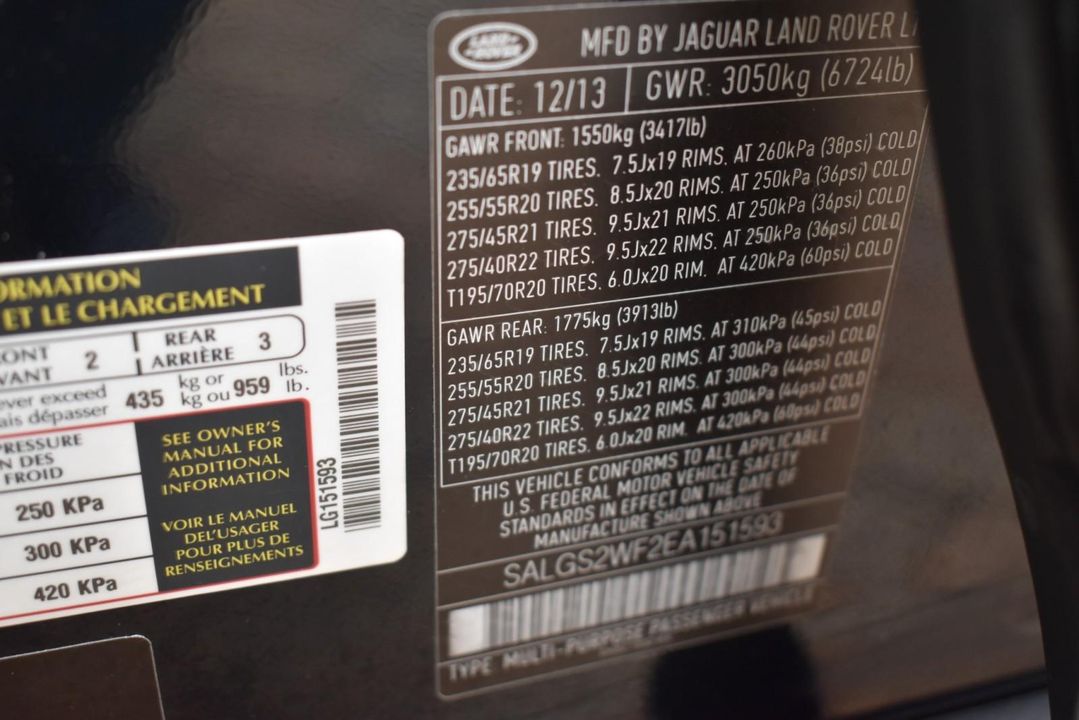 LAND
ROVER
MFD BY JAGUAR LAND ROVER
DATE: 12/13 GWR: 3050kg (6724lb)
GAWR FRONT: 1550kg (3417lb)
235/65R19 TIRES. 7.5Jx19 RIMS. AT 260kPa (38psi) COLD
255/55R20 TIRES. 8.5Jx20 RIMS. AT 250kPa (36psi) COLD
275/45R21 TIRES. 9.5Jx21 RIMS. AT 250kPa (36psi) COLD
275/40R22 TIRES. 9.5Jx22 RIMS. AT 250kPa (36psi) COLD
T195/70R20 TIRES. 6.0Jx20 RIM. AT 420kPa (60psi) COLD
GAWR REAR: 1775kg (3913lb)
235/65R19 TIRES. 7.5Jx19 RIMS. AT 310kPa (45psi) COLD
255/55R20 TIRES. 8.5Jx20 RIMS. AT 300kPa (44psi) COLD
275/45R21 TIRES. 9.5Jx21 RIMS. AT 300kPa (44psi) COLD
275/40R22 TIRES. 9.5Jx22 RIMS. AT 300kPa (44psi) COLD
T195/70R20 TIRES. 6.0Jx20 RIM. AT 420kPa (60psi) COLD
THIS VEHICLE CONFORMS TO ALL APPLICABLE
U.S. FEDERAL MOTOR VEHICLE SAFETY
STANDARDS IN EFFECT ON THE DATE OF
MANUFACTURE SHOWN ABOVE
SALGS2WF2EA151593
TYPE MULTI-PURPOSE PASSENGER VEHICLE
ORMATION
ET LE CHARGEMENT
RONT 2 REAR 3
VANT ARRIÈRE
ever exceed 435 kg or 959 lbs.
ais dépasser kg ou lb.
PRESSURE
N DES
FROID
250 KPa
300 KPa
420 KPa
SEE OWNER'S
MANUAL FOR
ADDITIONAL
INFORMATION
VOIR LE MANUEL
DEL'USAGER
POUR PLUS DE
RENSEIGNEMENTS
LG151593